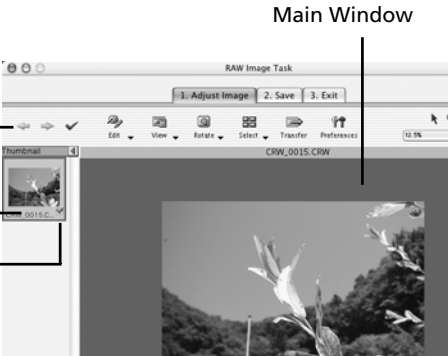 Main Window
RAW Image Task
1. Adjust Image 2. Save 3. Exit
Edit View Rotate Select Transfer Preferences 12.5%
Thumbnail CRW_0015.CRW
CRW_0015.C...